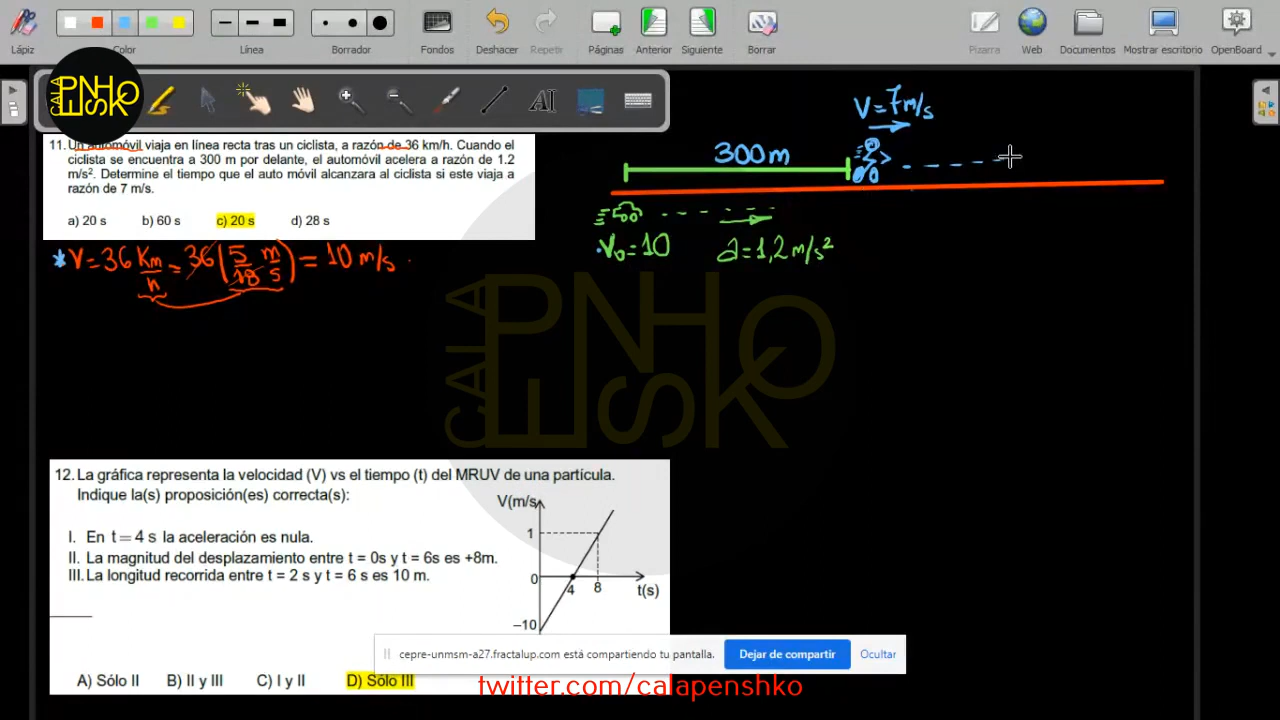 Lápiz
Color
Línea
Borrador
Fondos
Deshacer
Repetir
Páginas
Anterior
Siguiente
Borrar
Pizarra
Web
Documentos
Mostrar escritorio
OpenBoard
CALA
PNHO
ESK
11. Un automóvil viaja en línea recta tras un ciclista, a razón de 36 km/h. Cuando el
ciclista se encuentra a 300 m por delante, el automóvil acelera a razón de 1.2
m/s². Determine el tiempo que el auto móvil alcanzara al ciclista si este viaja a
razón de 7 m/s.
a) 20 s b) 60 s c) 20 s d) 28 s
* V = 36 Km/h = 36 (5/18 m/s) = 10 m/s
V = 7 m/s
300 m
V₀ = 10 a = 1,2 m/s²
CALA
PNHO
ESK
12. La gráfica representa la velocidad (V) vs el tiempo (t) del MRUV de una partícula.
Indique la(s) proposición(es) correcta(s):
I. En t = 4 s la aceleración es nula.
II. La magnitud del desplazamiento entre t = 0s y t = 6s es +8m.
III. La longitud recorrida entre t = 2 s y t = 6 s es 10 m.
V(m/s
1
0
4
8
t(s)
–10
A) Sólo II B) II y III C) I y II D) Sólo III
cepre-unmsm-a27.fractalup.com está compartiendo tu pantalla.
Dejar de compartir
Ocultar
twitter.com/calapenshko